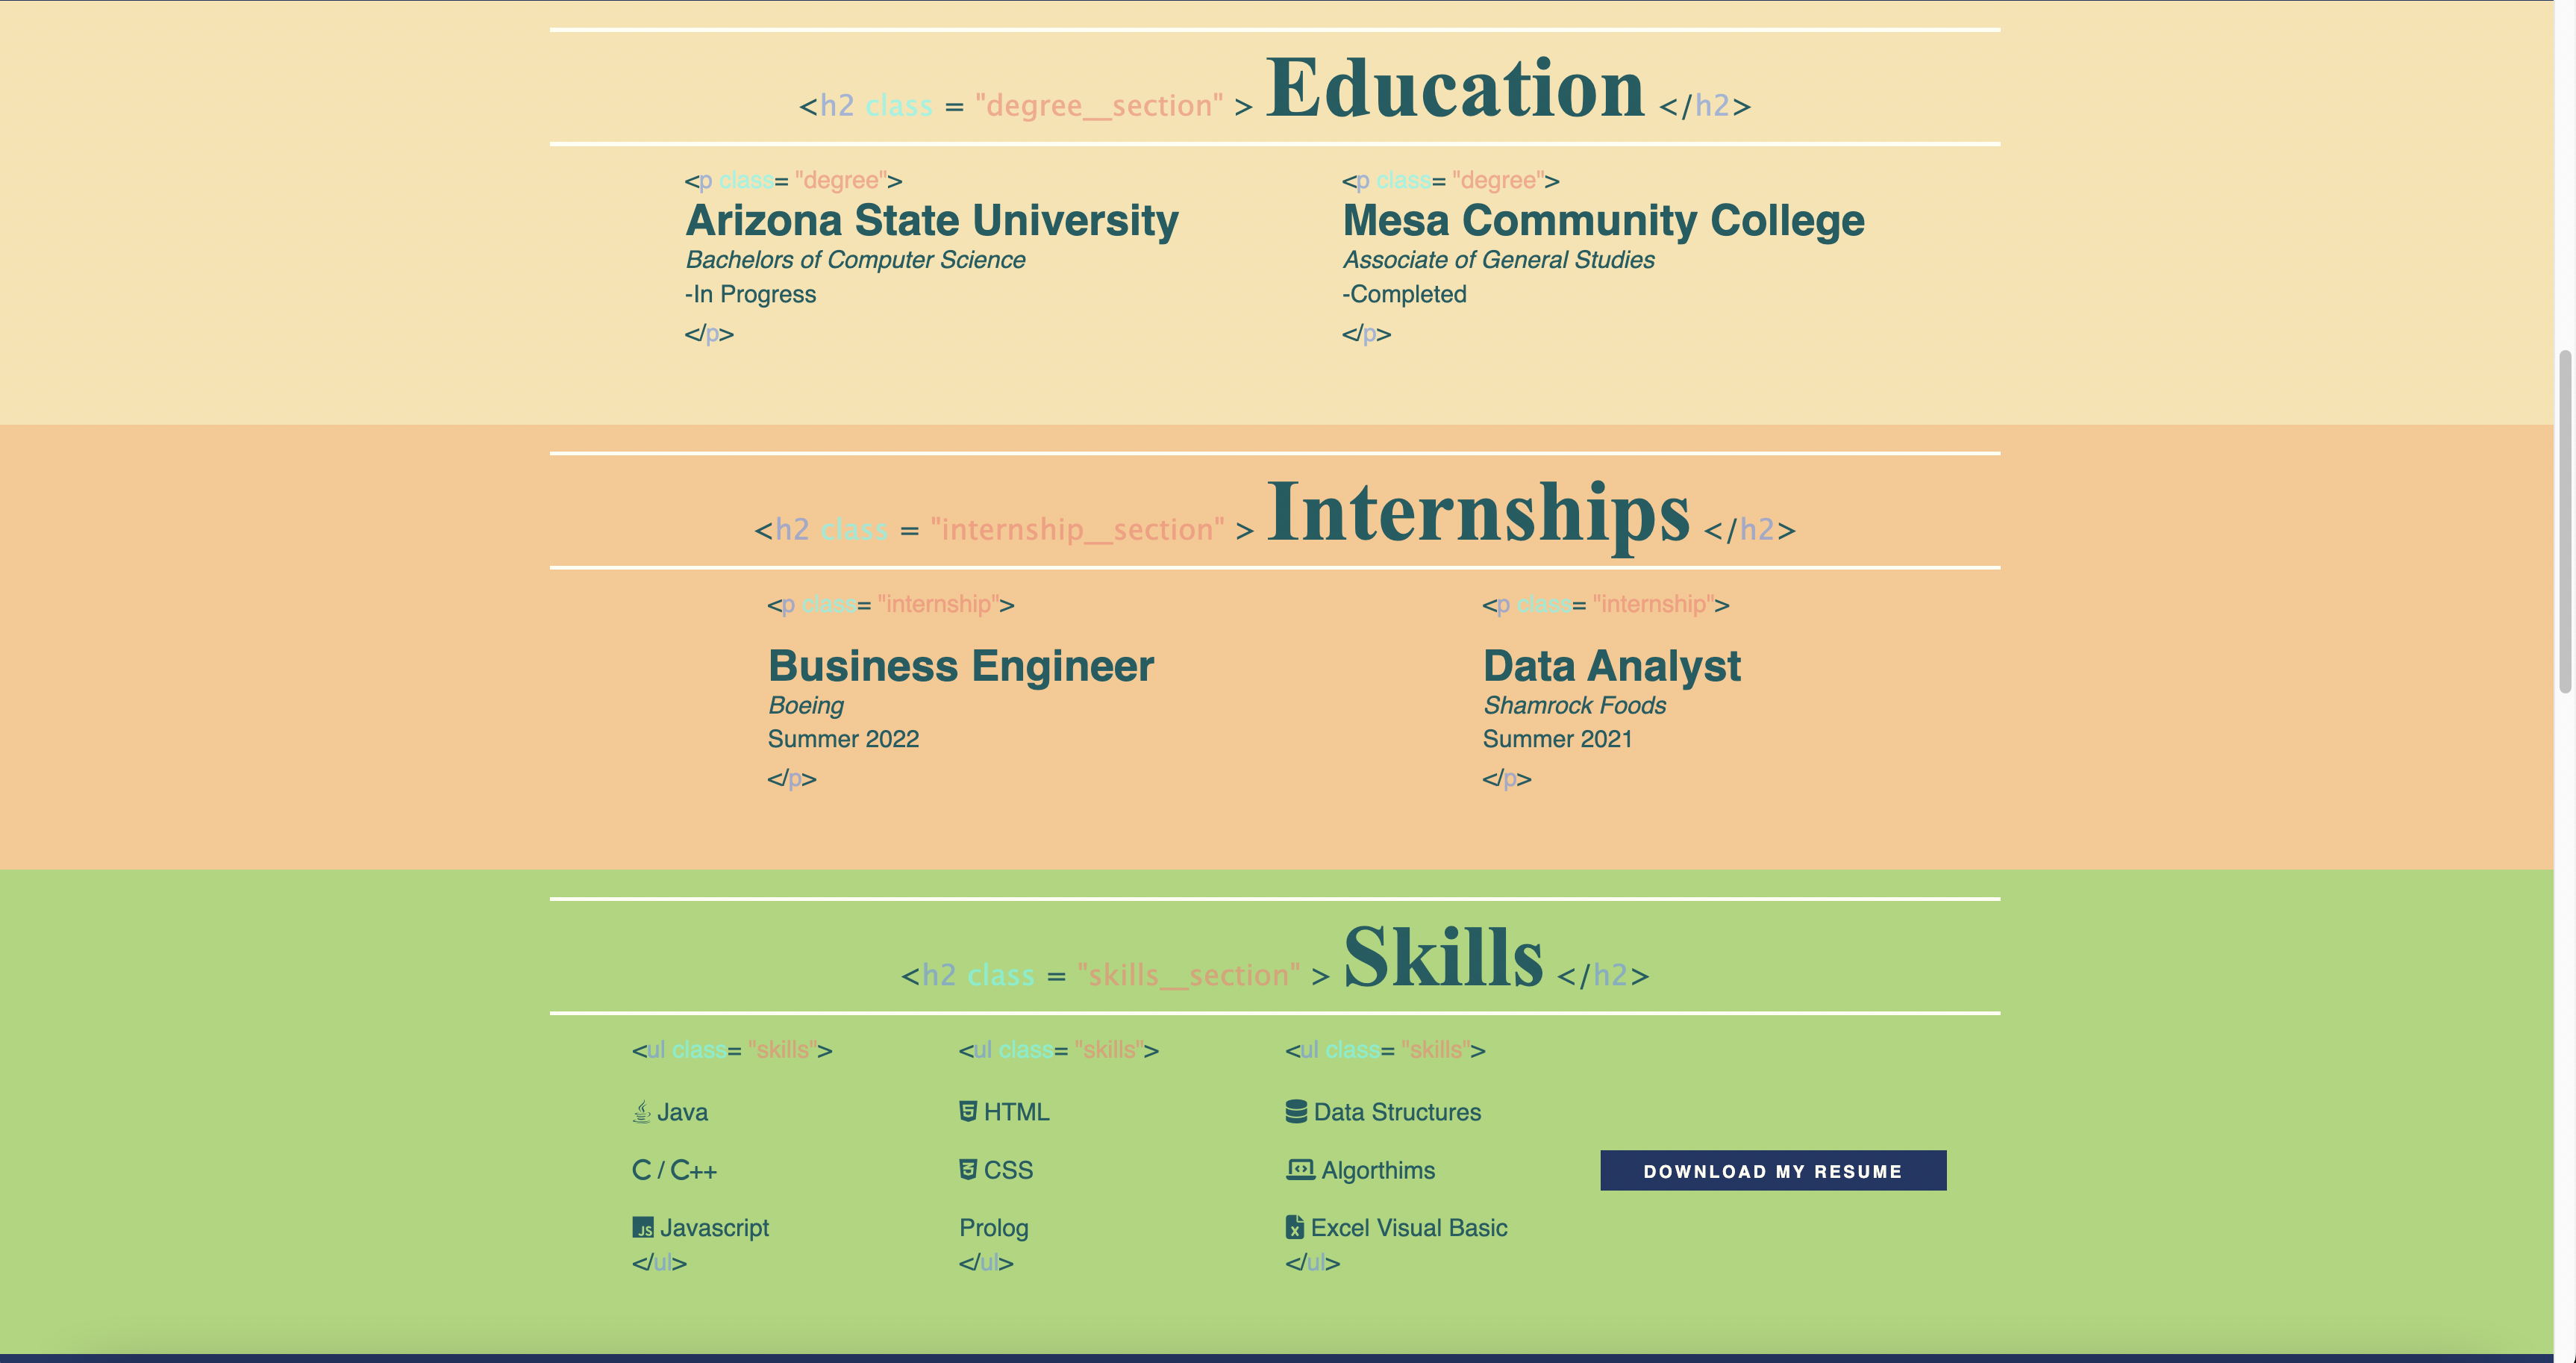 <h2 class = "degree__section" > Education </h2>
<p class= "degree">
Arizona State University
Bachelors of Computer Science
-In Progress
</p>
<p class= "degree">
Mesa Community College
Associate of General Studies
-Completed
</p>
<h2 class = "internship__section" > Internships </h2>
<p class= "internship">
Business Engineer
Boeing
Summer 2022
</p>
<p class= "internship">
Data Analyst
Shamrock Foods
Summer 2021
</p>
<h2 class = "skills__section" > Skills </h2>
<ul class= "skills">
Java
C / C++
JS Javascript
</ul>
<ul class= "skills">
HTML
CSS
Prolog
</ul>
<ul class= "skills">
Data Structures
Algorthims
Excel Visual Basic
</ul>
DOWNLOAD MY RESUME